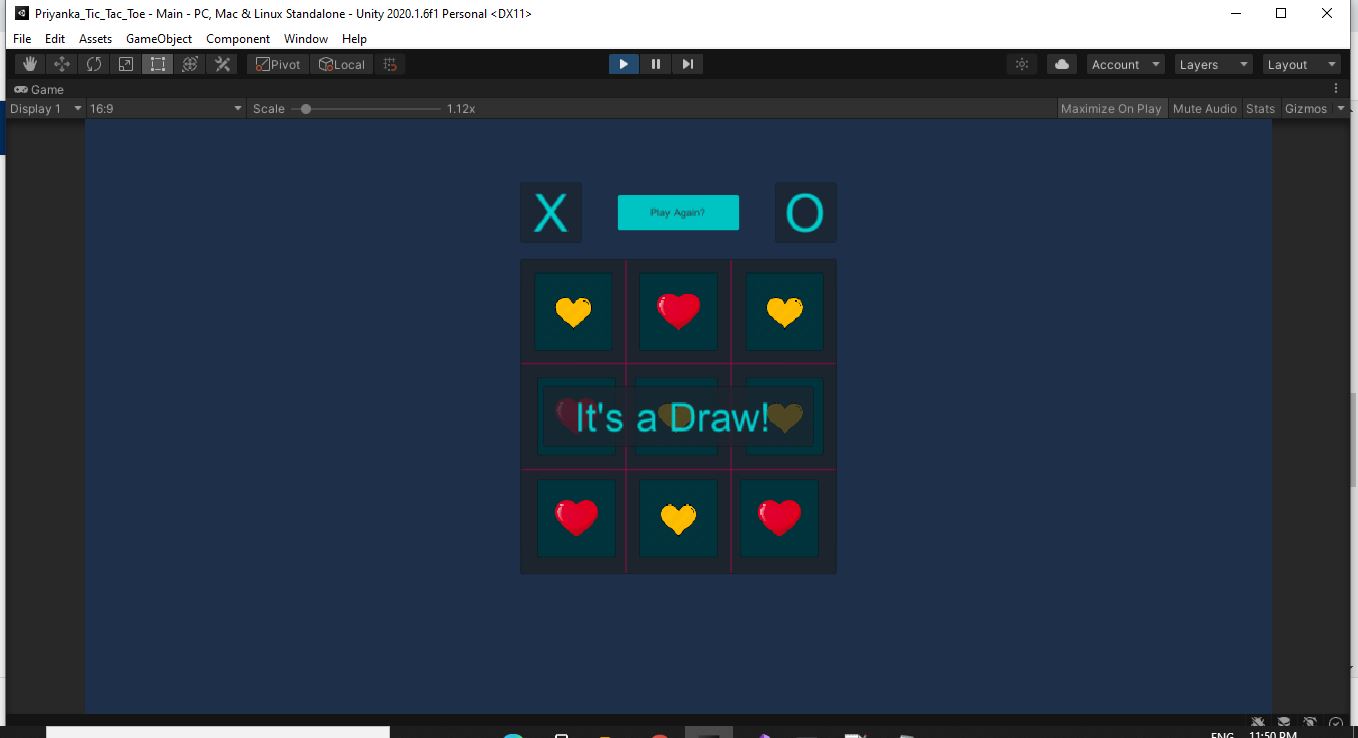 Priyanka_Tic_Tac_Toe - Main - PC, Mac & Linux Standalone - Unity 2020.1.6f1 Personal <DX11>
File Edit Assets GameObject Component Window Help
Pivot Local Account Layers Layout
Game
Display 1 16:9 Scale 1.12x Maximize On Play Mute Audio Stats Gizmos
X Play Again? O
It's a Draw!
ENG 11:50 PM